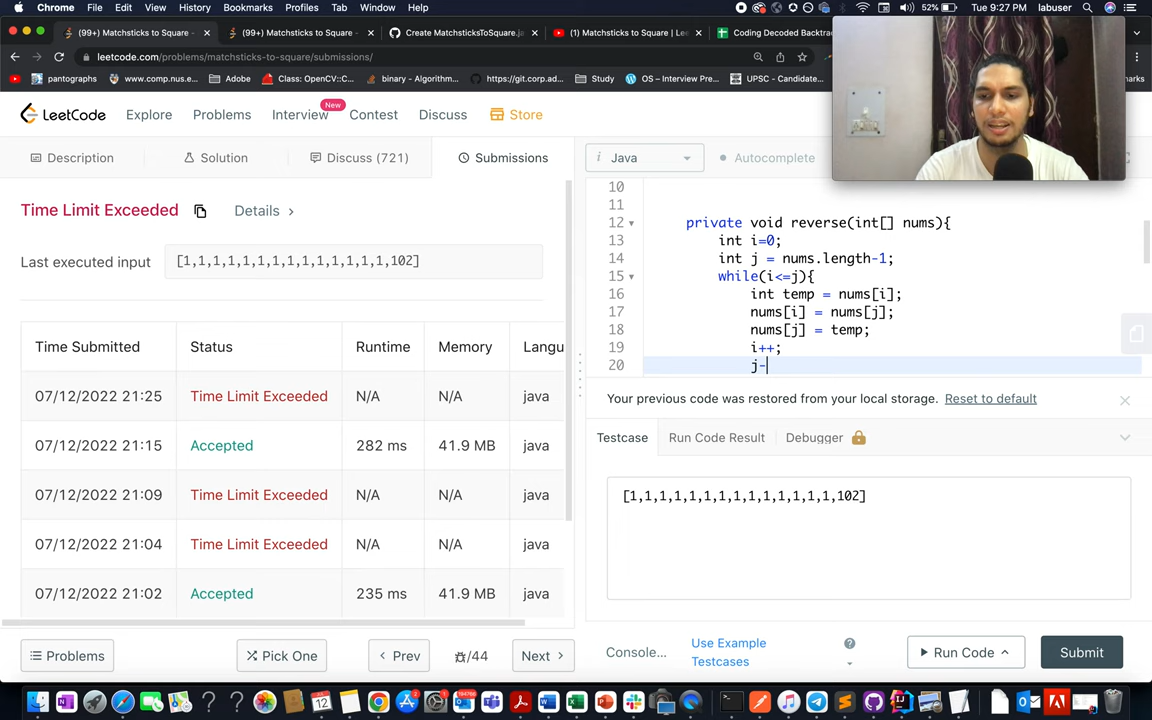 Chrome File Edit View History Bookmarks Profiles Tab Window Help 52% Tue 9:27 PM labuser
(99+) Matchsticks to Square - × (99+) Matchsticks to Square - × Create MatchsticksToSquare.ja × (1) Matchsticks to Square | Lee × Coding Decoded Backtra
leetcode.com/problems/matchsticks-to-square/submissions/
pantographs www.comp.nus.e... Adobe Class: OpenCV::C... binary - Algorithm... https://git.corp.ad... Study OS – Interview Pre... UPSC - Candidate... marks
LeetCode Explore Problems Interview New Contest Discuss Store
Description Solution Discuss (721) Submissions
i Java Autocomplete
Time Limit Exceeded Details >
Last executed input [1,1,1,1,1,1,1,1,1,1,1,1,1,1,102]
Time Submitted Status Runtime Memory Langu
07/12/2022 21:25 Time Limit Exceeded N/A N/A java
07/12/2022 21:15 Accepted 282 ms 41.9 MB java
07/12/2022 21:09 Time Limit Exceeded N/A N/A java
07/12/2022 21:04 Time Limit Exceeded N/A N/A java
07/12/2022 21:02 Accepted 235 ms 41.9 MB java
10
11
12 private void reverse(int[] nums){
13 int i=0;
14 int j = nums.length-1;
15 while(i<=j){
16 int temp = nums[i];
17 nums[i] = nums[j];
18 nums[j] = temp;
19 i++;
20 j-
Your previous code was restored from your local storage. Reset to default ×
Testcase Run Code Result Debugger
[1,1,1,1,1,1,1,1,1,1,1,1,1,1,102]
Problems Pick One < Prev /44 Next >
Console... Use Example Testcases ? Run Code Submit